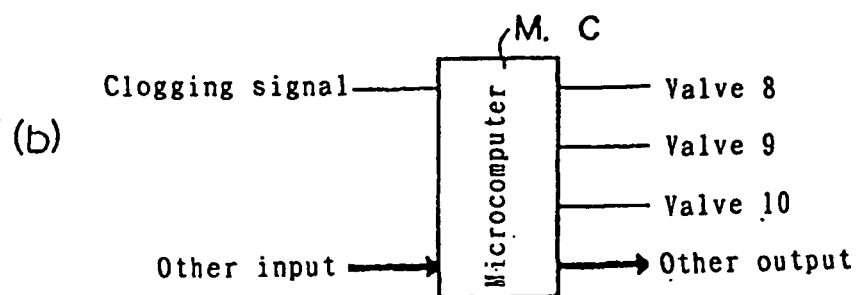 M. C
Clogging signal
Valve 8
(b)
Microcomputer
Valve 9
Valve 10
Other input
Other output